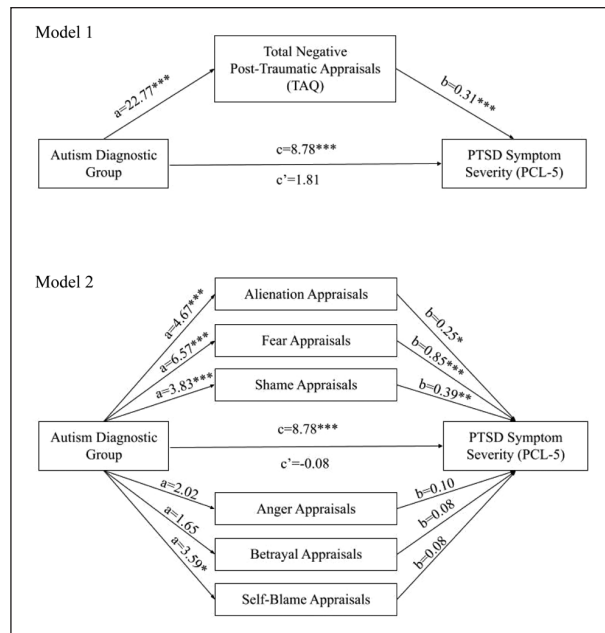 Model 1
Total Negative
Post-Traumatic Appraisals
(TAQ)
a=22.77***
b=0.31***
Autism Diagnostic
Group
c=8.78***
c'=1.81
PTSD Symptom
Severity (PCL-5)
Model 2
Alienation Appraisals
a=4.67***
b=0.25*
Fear Appraisals
a=6.57***
b=0.85***
Shame Appraisals
a=3.83***
b=0.39**
Autism Diagnostic
Group
c=8.78***
c'=-0.08
PTSD Symptom
Severity (PCL-5)
a=2.02
Anger Appraisals
b=0.10
a=1.65
Betrayal Appraisals
b=0.08
a=3.59*
Self-Blame Appraisals
b=0.08